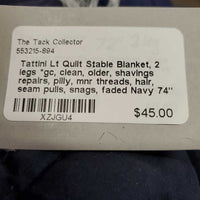 The Tack Collector
553215-894
Tattini Lt Quilt Stable Blanket, 2
legs *gc, clean, older, shavings
repairs, pilly, mnr threads, hair,
seam pulls, snags, faded Navy 74"
XZJGU4
$45.00